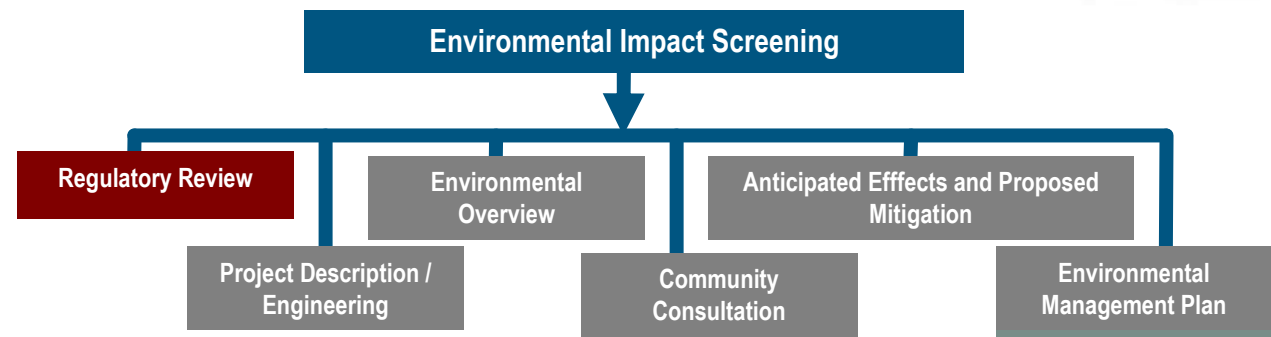 Environmental Impact Screening
Regulatory Review
Environmental
Overview
Anticipated Efffects and Proposed
Mitigation
Project Description /
Engineering
Community
Consultation
Environmental
Management Plan